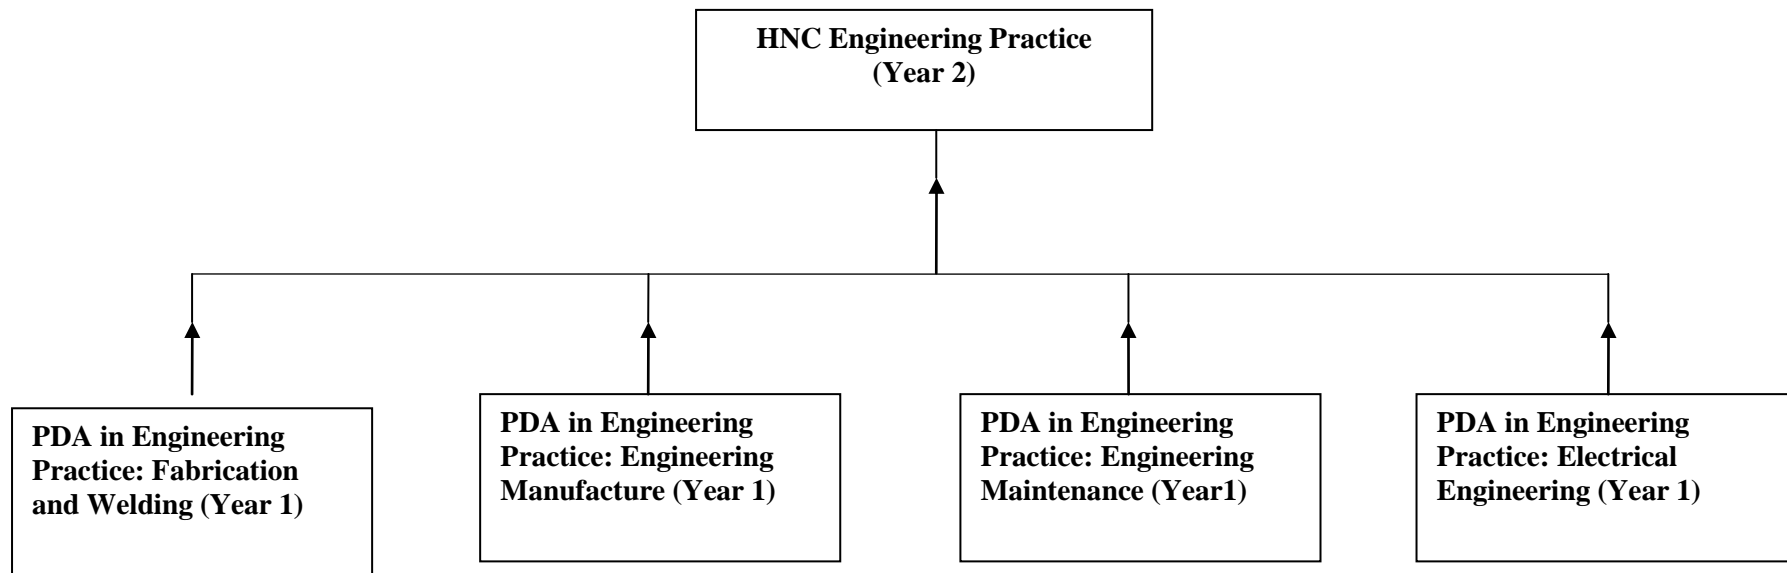 HNC Engineering Practice
(Year 2)
PDA in Engineering
Practice: Fabrication
and Welding (Year 1)
PDA in Engineering
Practice: Engineering
Manufacture (Year 1)
PDA in Engineering
Practice: Engineering
Maintenance (Year1)
PDA in Engineering
Practice: Electrical
Engineering (Year 1)